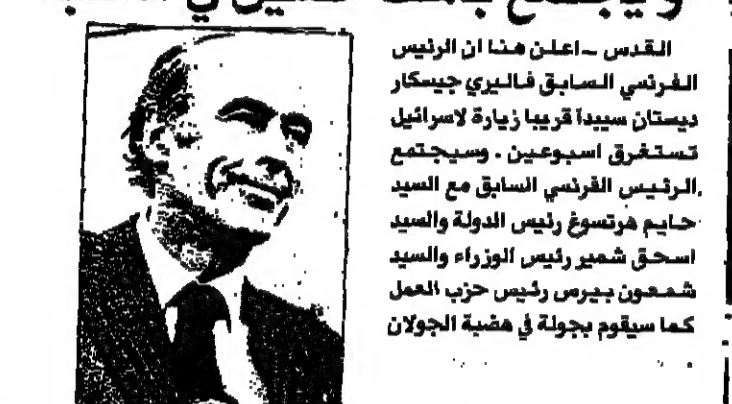 القدس ــ اعلن هنا ان الرئيس
الفرنسي السابق فاليري جيسكار
ديستان سيبدأ قريبا زيارة لاسرائيل
تستغرق اسبوعين . وسيجتمع
الرئيس الفرنسي السابق مع السيد
حايم هرتسوغ رئيس الدولة والسيد
اسحق شمير رئيس الوزراء والسيد
شمعون بيرس رئيس حزب العمل
كما سيقوم بجولة في هضبة الجولان